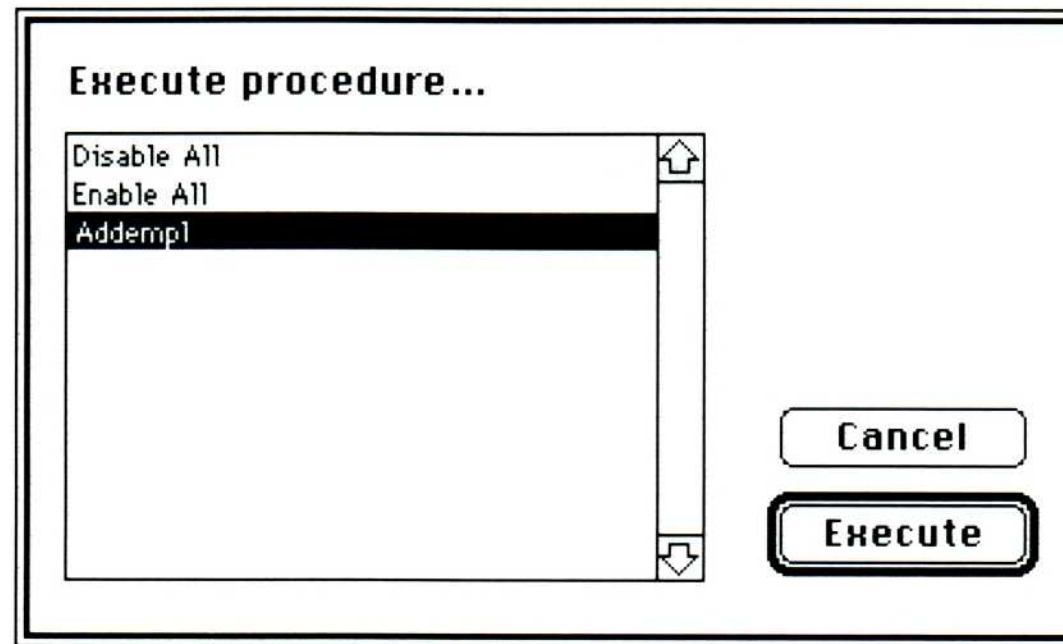 Execute procedure...
Disable All
Enable All
Addempl
Cancel
Execute